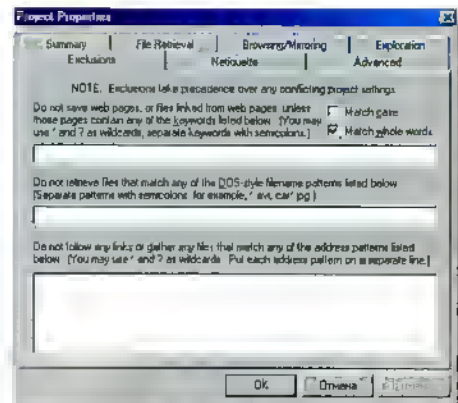 Project Properties
Summary
File Retrieval
Browsing/Mirroring
Exploration
Exclusions
Netiquette
Advanced
NOTE. Exclusions take precedence over any conflicting project settings
Do not save web pages, or files linked from web pages unless
those pages contain any of the keywords listed below. (You may
use * and ? as wildcards, separate keywords with semicolons.)
Match case
Match whole words
Do not retrieve files that match any of the DOS-style filename patterns listed below
(Separate patterns with semicolons for example, *.avi, car*.jpg)
Do not follow any links or gather any files that match any of the address patterns listed
below (You may use * and ? as wildcards. Put each address pattern on a separate line.)
OK
Отмена